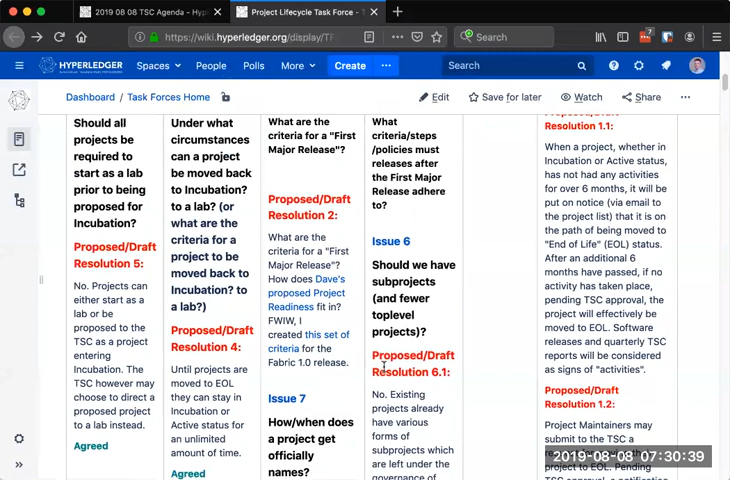 2019 08 08 TSC Agenda - Hy
Project Lifecycle Task Force - T
https://wiki.hyperledger.org/display/TF
Search
7
HYPERLEDGER
Spaces
People
Polls
More
Create
Search
Dashboard / Task Forces Home
Edit
Save for later
Watch
Share
Should all
projects be
required to
start as a lab
prior to being
proposed for
Incubation?
Proposed/Draft
Resolution 5:
No. Projects can
either start as a
lab or be
proposed to the
TSC as a project
entering
Incubation. The
TSC however may
choose to direct a
proposed project
to a lab instead.
Agreed
Under what
circumstances
can a project
be moved back
to Incubation?
to a lab? (or
what are the
criteria for a
project to be
moved back to
Incubation? to
a lab?)
Proposed/Draft
Resolution 4:
Until projects are
moved to EOL
they can stay in
Incubation or
Active status for
an unlimited
amount of time.
Agreed
What are the
criteria for a "First
Major Release"?
Proposed/Draft
Resolution 2:
What are the
criteria for a "First
Major Release"?
How does Dave's
proposed Project
Readiness fit in?
FWIW, I
created this set of
criteria for the
Fabric 1.0 release.
Issue 7
How/when does
a project get
officially
names?
What
criteria/steps
/policies must
releases after
the First Major
Release adhere
to?
Issue 6
Should we have
subprojects
(and fewer
toplevel
projects)?
Proposed/Draft
Resolution 6.1:
No. Existing
projects already
have various
forms of
subprojects which
are left under the
governance of
Proposed/Draft
Resolution 1.1:
When a project, whether in
Incubation or Active status,
has not had any activities
for over 6 months, it will be
put on notice (via email to
the project list) that it is on
the path of being moved to
"End of Life" (EOL) status.
After an additional 6
months have passed, if no
activity has taken place,
pending TSC approval, the
project will effectively be
moved to EOL. Software
releases and quarterly TSC
reports will be considered
as signs of "activities".
Proposed/Draft
Resolution 1.2:
Project Maintainers may
submit to the TSC a
project to EOL. Pending
2019-08-08 07:30:39